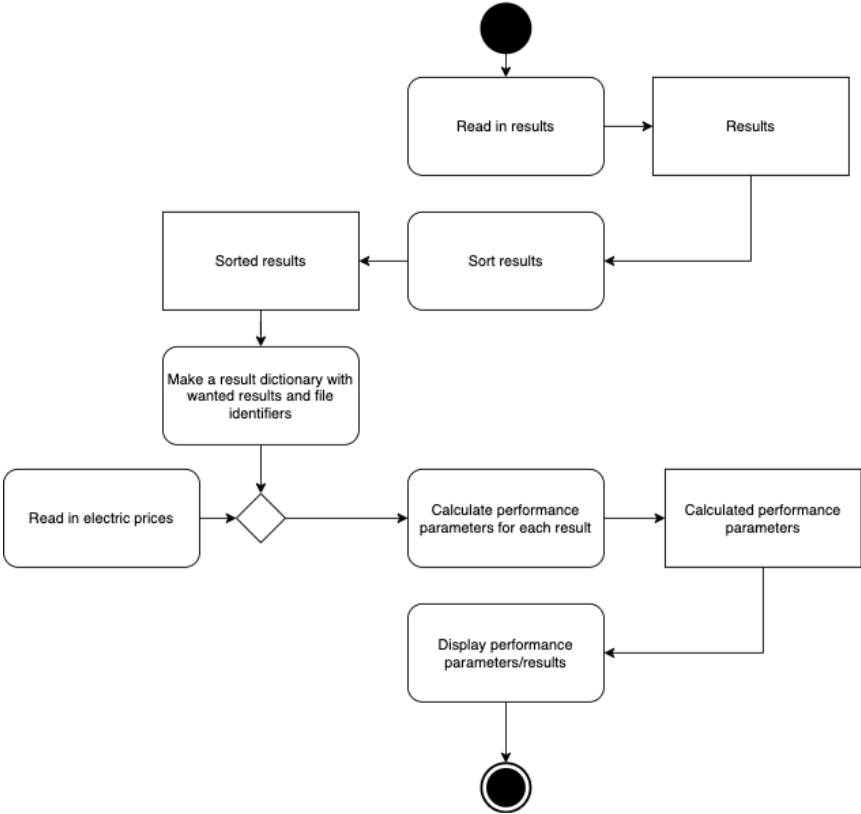 Read in results
Results
Sorted results
Sort results
Make a result dictionary with
wanted results and file
identifiers
Read in electric prices
Calculate performance
parameters for each result
Calculated performance
parameters
Display performance
parameters/results